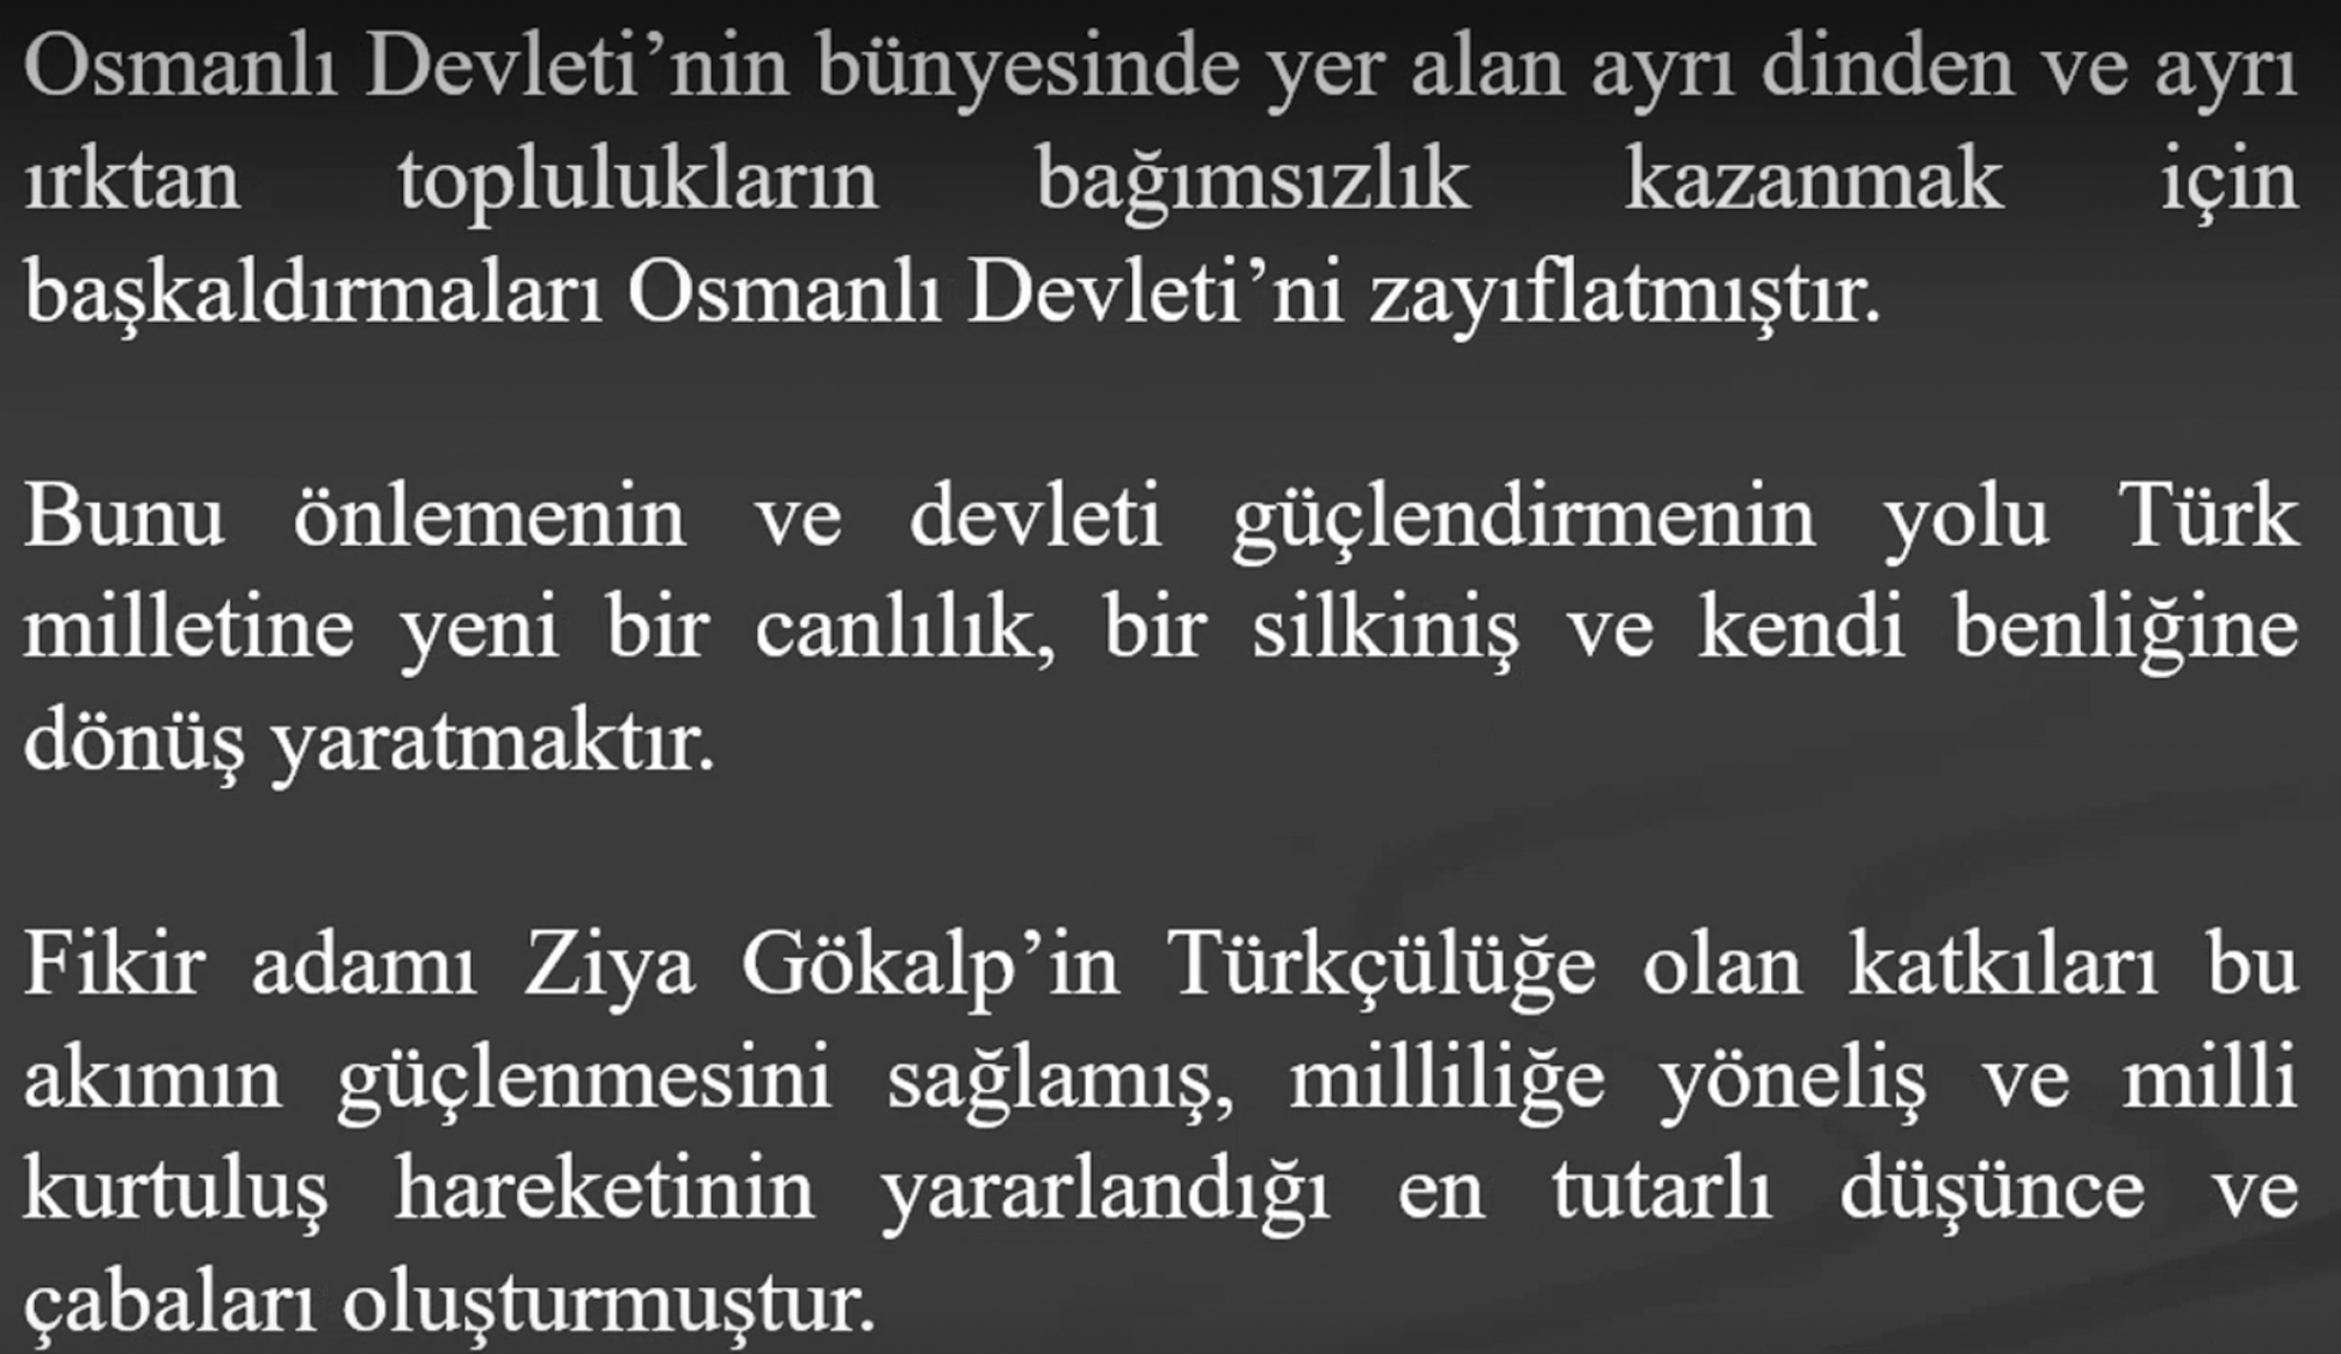 Osmanlı Devleti’nin bünyesinde yer alan ayrı dinden ve ayrı
ırktan toplulukların bağımsızlık kazanmak için
başkaldırmaları Osmanlı Devleti’ni zayıflatmıştır.
Bunu önlemenin ve devleti güçlendirmenin yolu Türk
milletine yeni bir canlılık, bir silkiniş ve kendi benliğine
dönüş yaratmaktır.
Fikir adamı Ziya Gökalp’in Türkçülüğe olan katkıları bu
akımın güçlenmesini sağlamış, milliliğe yöneliş ve milli
kurtuluş hareketinin yararlandığı en tutarlı düşünce ve
çabaları oluşturmuştur.